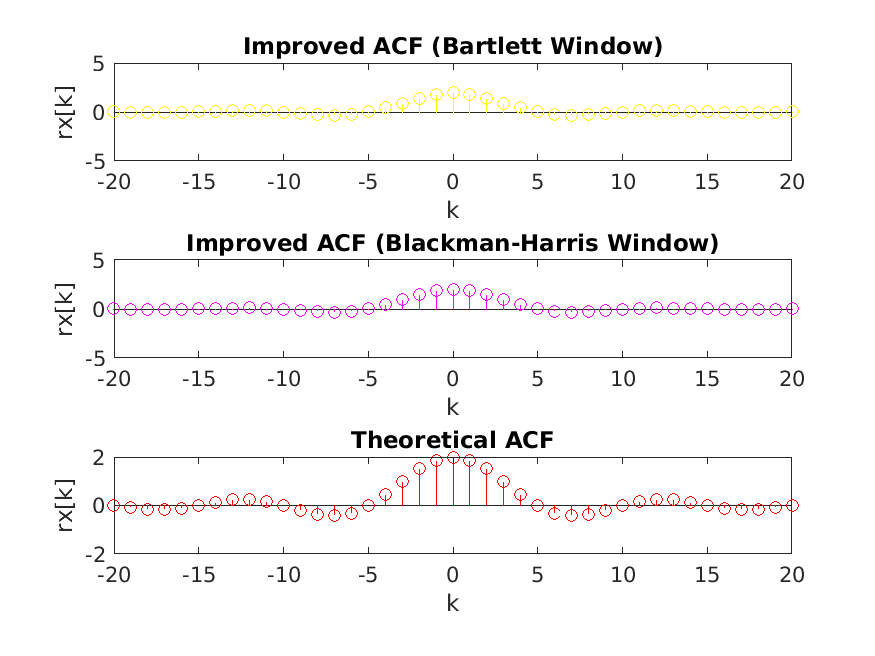 Improved ACF (Bartlett Window)
5
0
-5
rx[k]
-20 -15 -10 -5 0 5 10 15 20
k
Improved ACF (Blackman-Harris Window)
5
0
-5
rx[k]
-20 -15 -10 -5 0 5 10 15 20
k
Theoretical ACF
2
0
-2
rx[k]
-20 -15 -10 -5 0 5 10 15 20
k